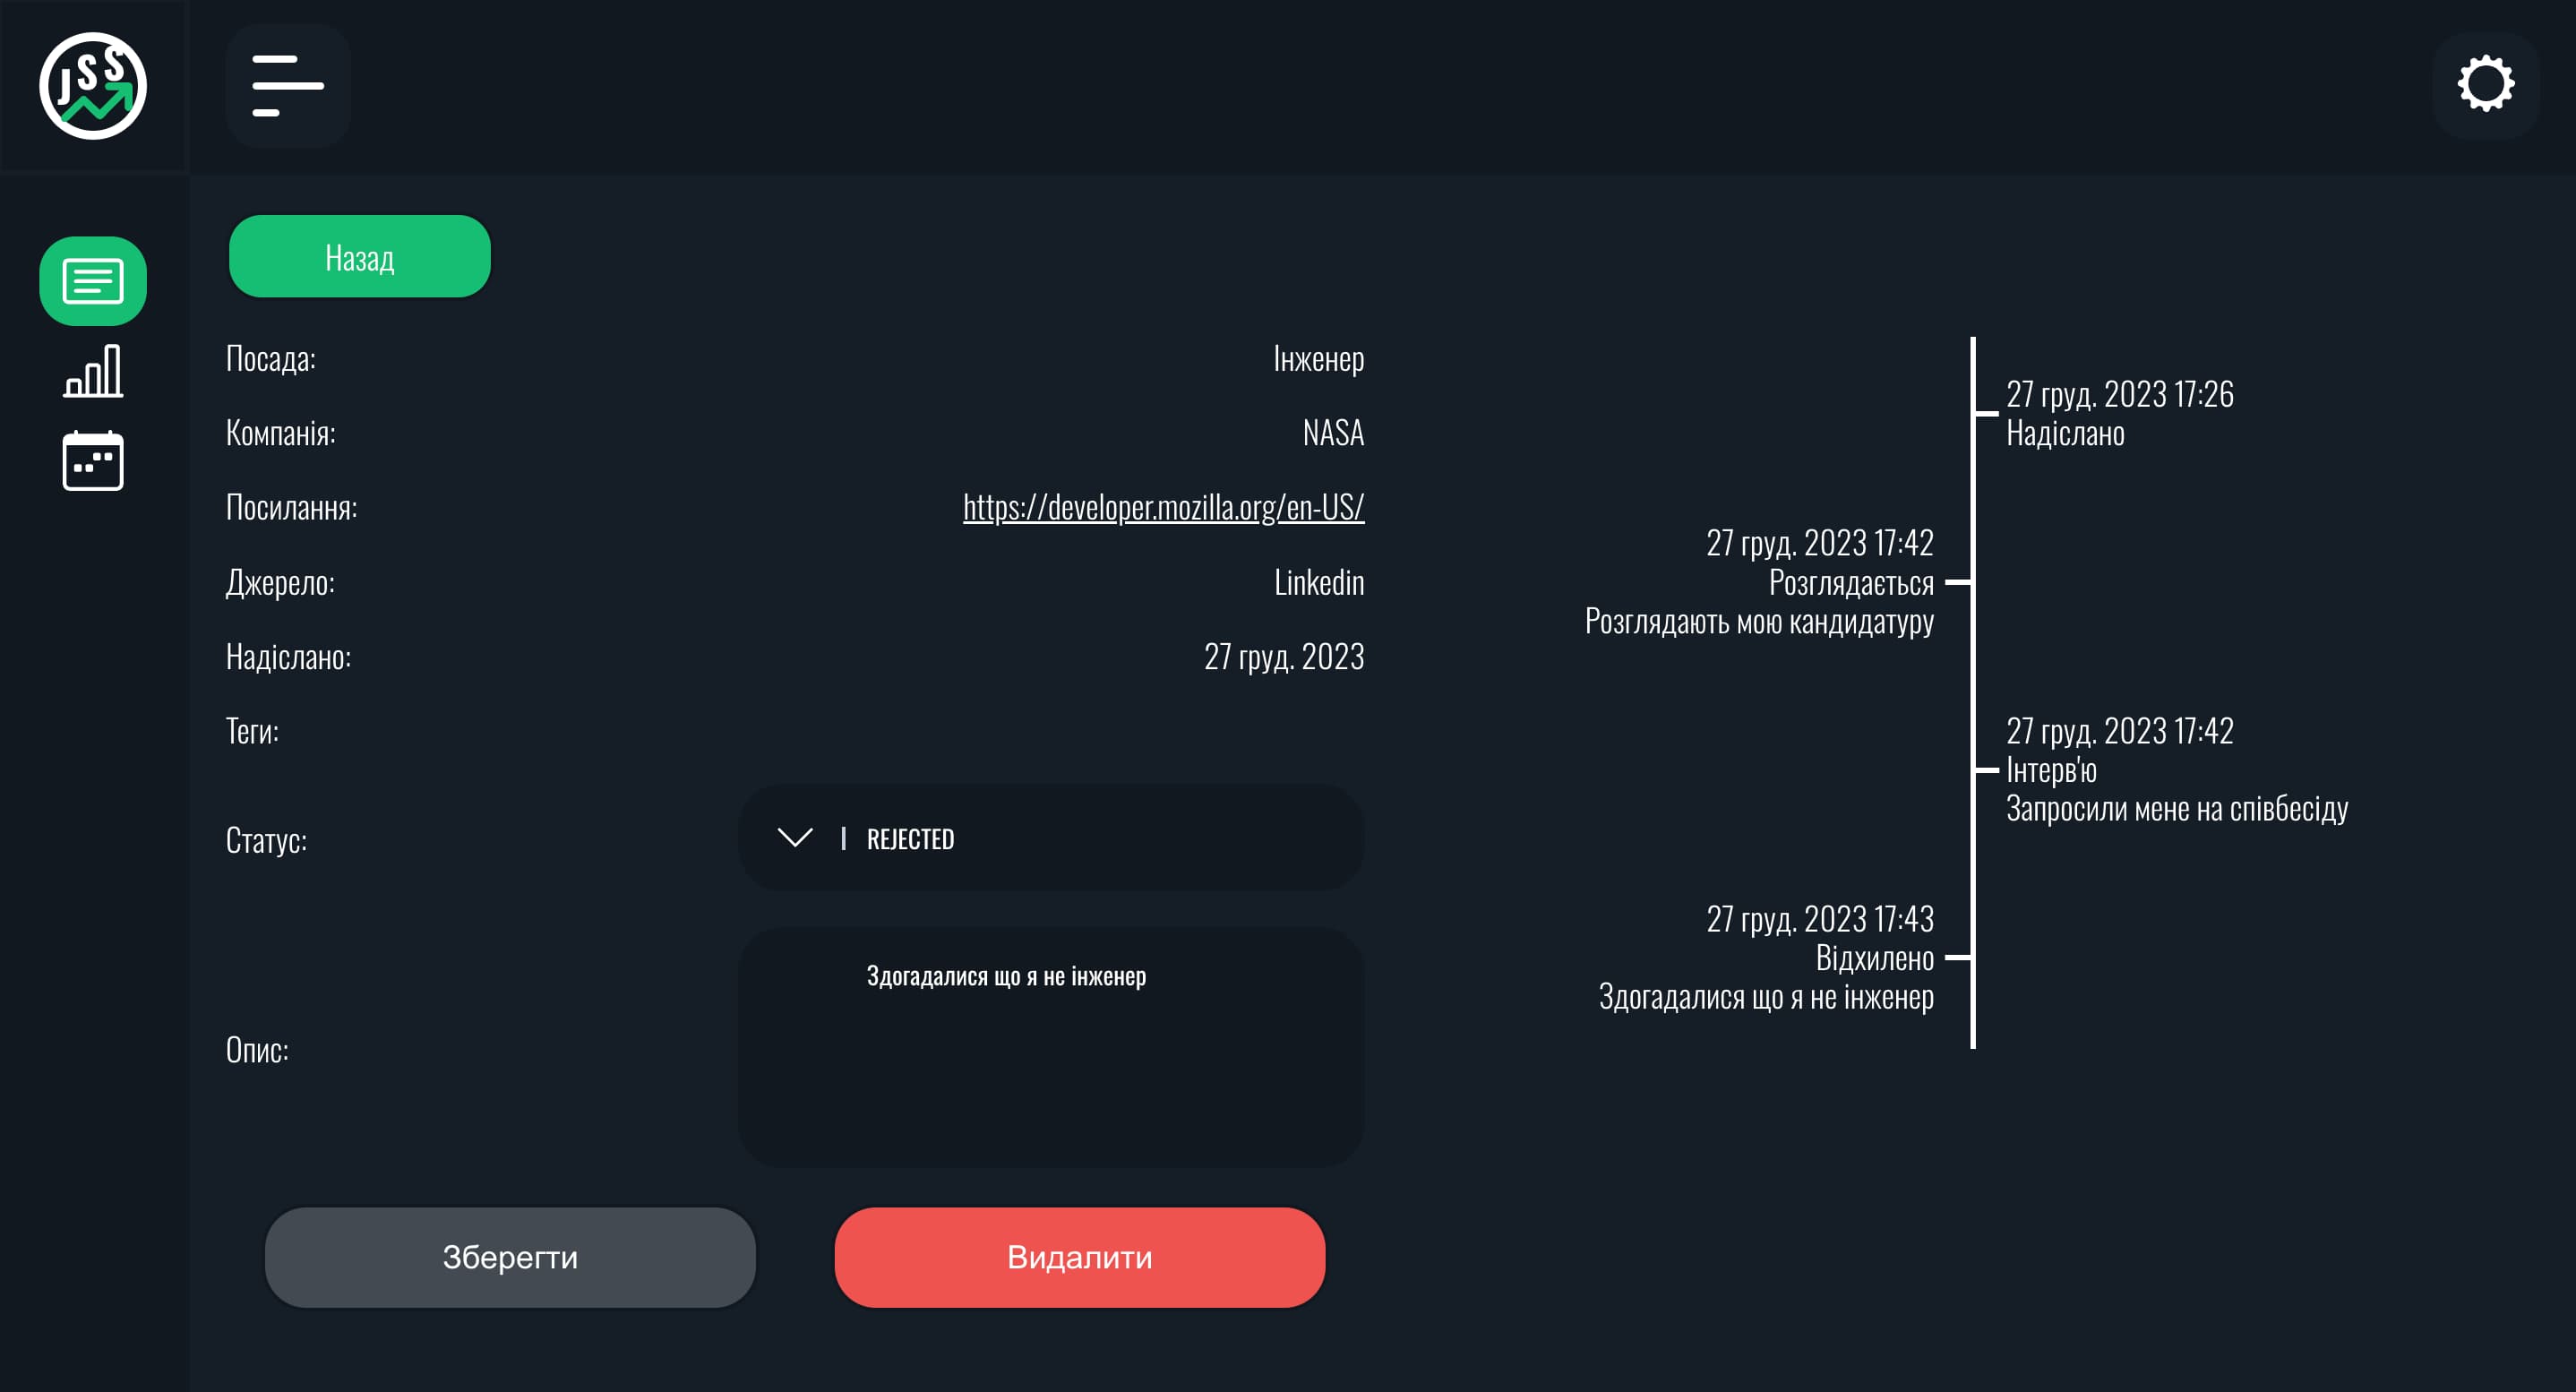 JSS
Назад
Посада:
Інженер
Компанія:
NASA
Посилання:
https://developer.mozilla.org/en-US/
Джерело:
Linkedin
Надіслано:
27 груд. 2023
Теги:
Статус:
REJECTED
Опис:
Здогадалися що я не інженер
Зберегти
Видалити
27 груд. 2023 17:26
Надіслано
27 груд. 2023 17:42
Розглядається
Розглядають мою кандидатуру
27 груд. 2023 17:42
Інтерв'ю
Запросили мене на співбесіду
27 груд. 2023 17:43
Відхилено
Здогадалися що я не інженер